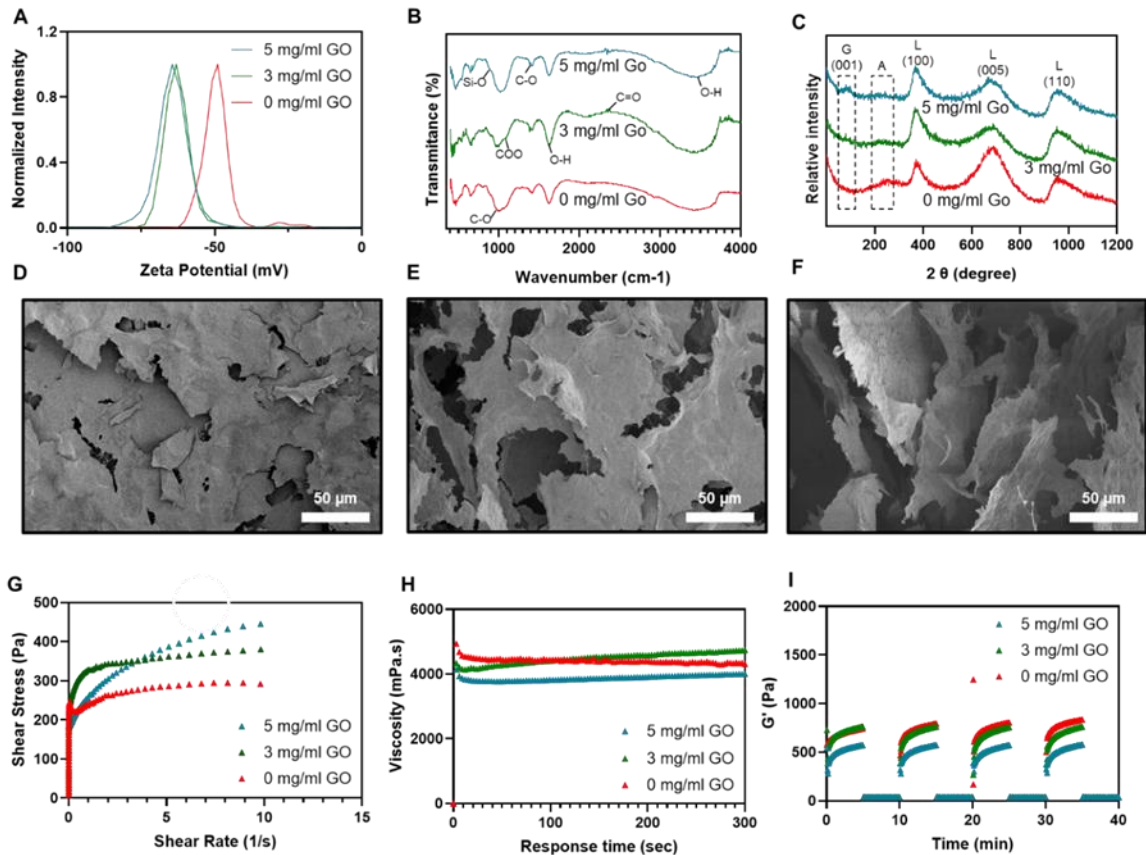 A
Normalized Intensity
1.2
0.8
0.4
0.0
-100
-50
0
Zeta Potential (mV)
5 mg/ml GO
3 mg/ml GO
0 mg/ml GO
B
Transmitance (%)
Si-O
C-O
5 mg/ml Go
O-H
C=O
3 mg/ml Go
COO
O-H
0 mg/ml Go
C-O
1000
2000
3000
4000
Wavenumber (cm-1)
C
Relative intensity
G
(001)
A
L
(100)
L
(005)
L
(110)
5 mg/ml Go
3 mg/ml Go
0 mg/ml Go
200
400
600
800
1000
1200
2 θ (degree)
D
50 µm
E
50 µm
F
50 µm
G
Shear Stress (Pa)
500
400
300
200
100
0
0
5
10
15
Shear Rate (1/s)
5 mg/ml GO
3 mg/ml GO
0 mg/ml GO
H
Viscosity (mPa.s)
6000
4000
2000
0
0
100
200
300
Response time (sec)
5 mg/ml GO
3 mg/ml GO
0 mg/ml GO
I
G' (Pa)
2000
1500
1000
500
0
0
10
20
30
40
Time (min)
5 mg/ml GO
3 mg/ml GO
0 mg/ml GO